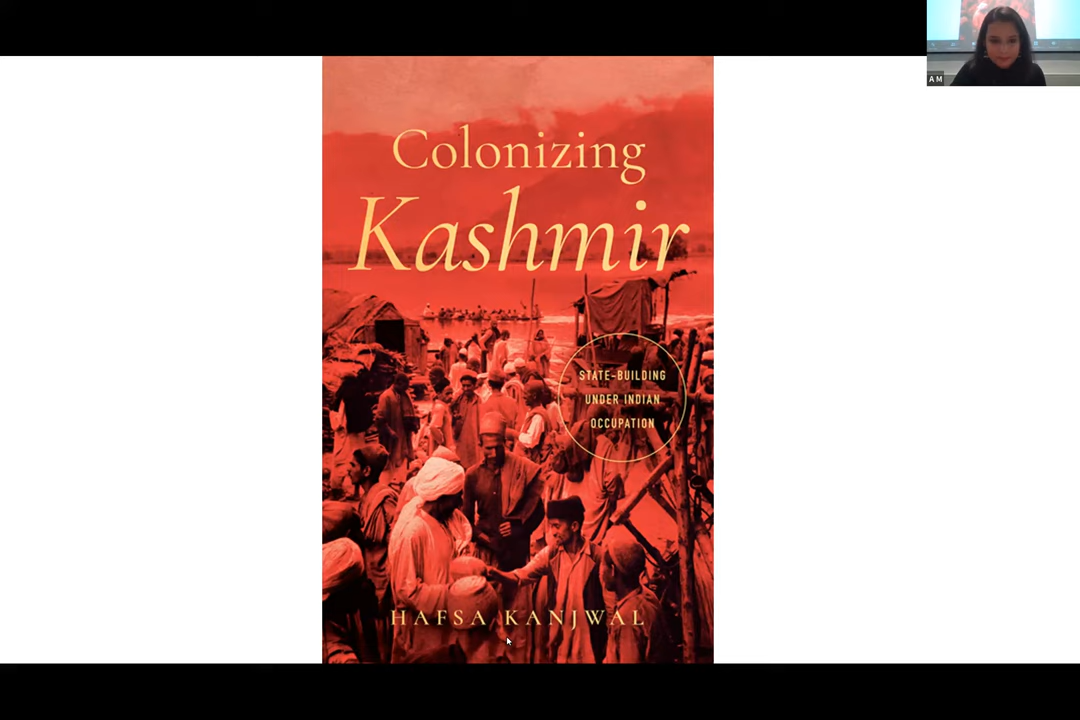 Colonizing
Kashmir
STATE-BUILDING
UNDER INDIAN
OCCUPATION
HAFSA KANJWAL
A M